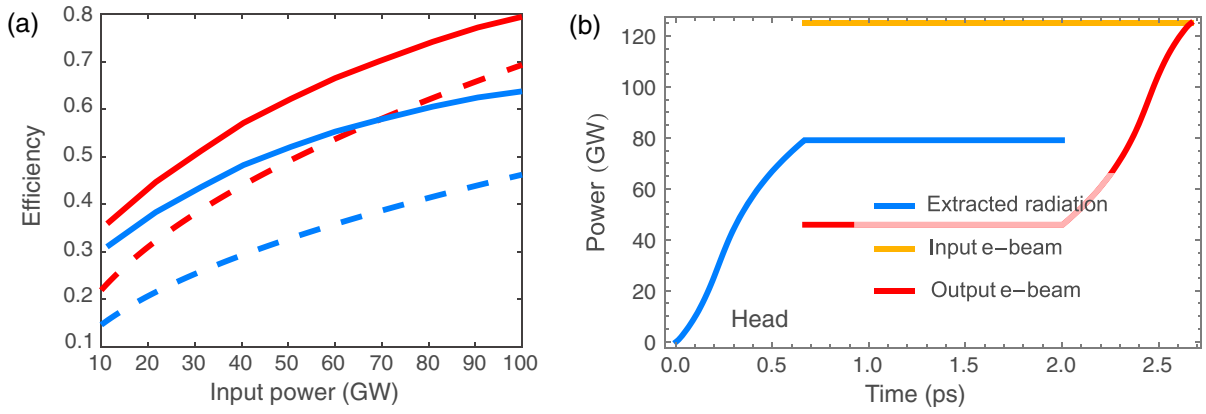 (a)
Efficiency
0.8
0.7
0.6
0.5
0.4
0.3
0.2
0.1
10 20 30 40 50 60 70 80 90 100
Input power (GW)
(b)
Power (GW)
120
100
80
60
40
20
0
Extracted radiation
Input e−beam
Output e−beam
Head
0.0 0.5 1.0 1.5 2.0 2.5
Time (ps)